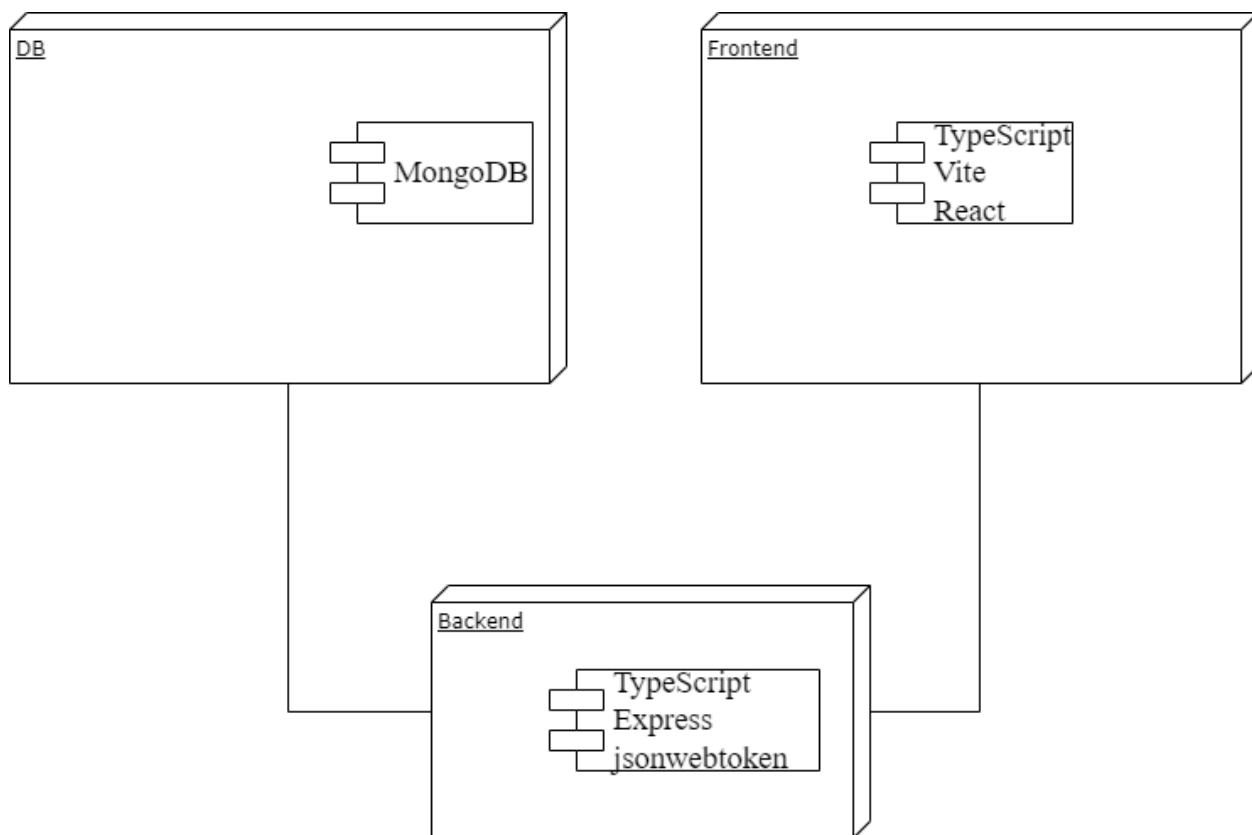 DB
MongoDB
Frontend
TypeScript
Vite
React
Backend
TypeScript
Express
jsonwebtoken